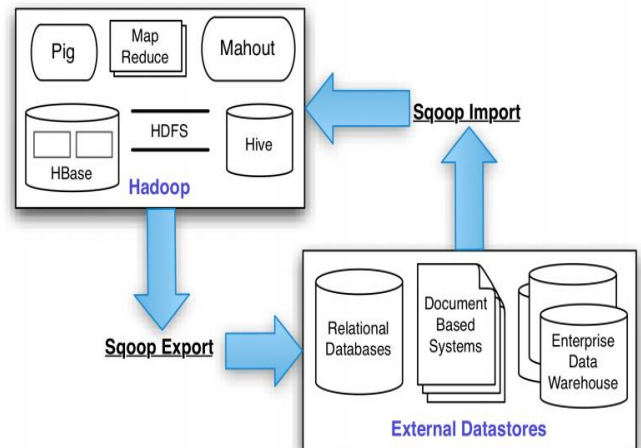 Pig
Map
Reduce
Mahout
HBase
HDFS
Hive
Hadoop
Sqoop Import
Sqoop Export
Relational
Databases
Document
Based
Systems
Enterprise
Data
Warehouse
External Datastores